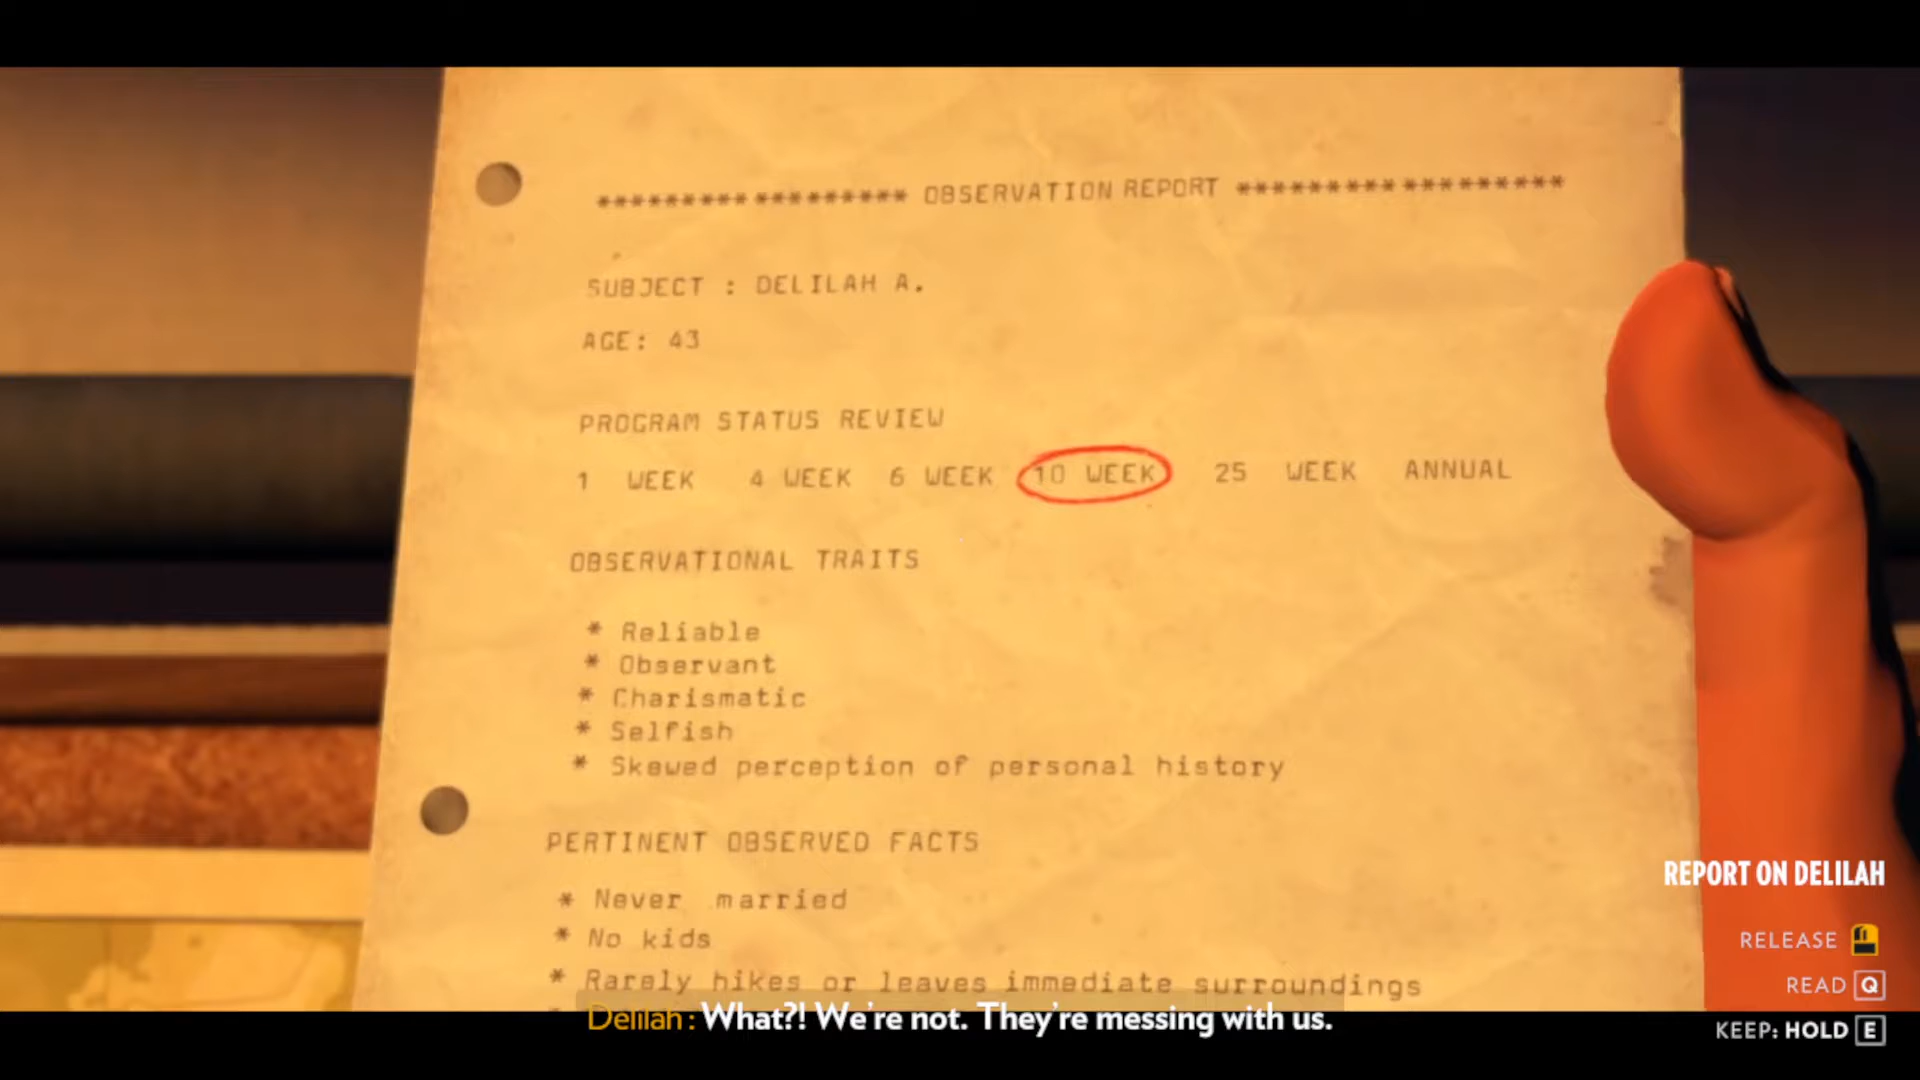 ****************** OBSERVATION REPORT ******************
SUBJECT : DELILAH A.
AGE: 43
PROGRAM STATUS REVIEW
1 WEEK 4 WEEK 6 WEEK 10 WEEK 25 WEEK ANNUAL
OBSERVATIONAL TRAITS
* Reliable
* Observant
* Charismatic
* Selfish
* Skewed perception of personal history
PERTINENT OBSERVED FACTS
* Never married
* No kids
* Rarely hikes or leaves immediate surroundings
Delilah: What?! We're not. They're messing with us.
REPORT ON DELILAH
RELEASE
READ Q
KEEP: HOLD E